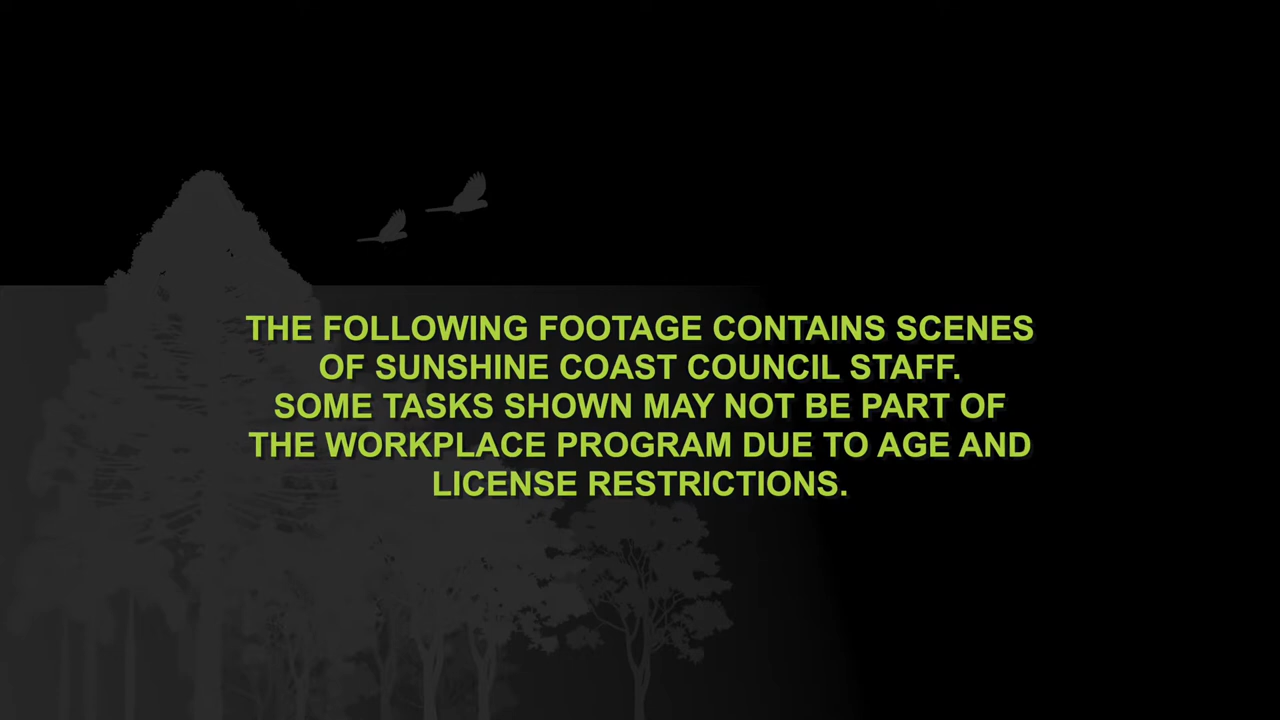 THE FOLLOWING FOOTAGE CONTAINS SCENES
OF SUNSHINE COAST COUNCIL STAFF.
SOME TASKS SHOWN MAY NOT BE PART OF
THE WORKPLACE PROGRAM DUE TO AGE AND
LICENSE RESTRICTIONS.